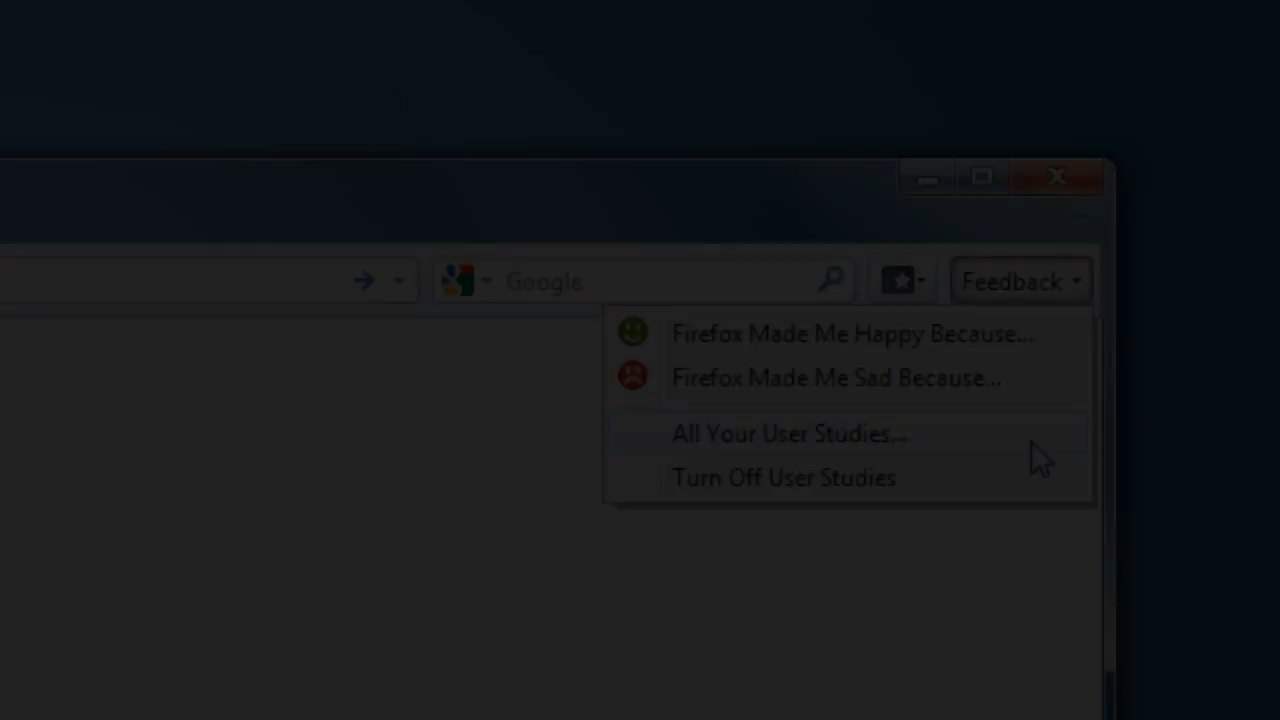 Google
Feedback
Firefox Made Me Happy Because...
Firefox Made Me Sad Because...
All Your User Studies...
Turn Off User Studies